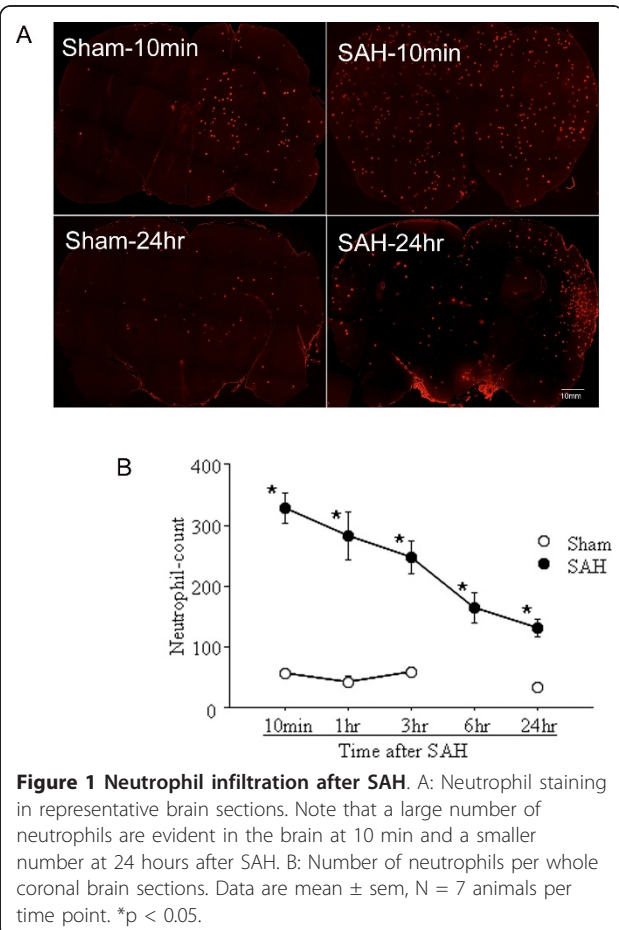 A
Sham-10min
SAH-10min
Sham-24hr
SAH-24hr
10mm
B
Neutrophil-count
400
300
200
100
0
* * * * *
Sham
SAH
10min 1hr 3hr 6hr 24hr
Time after SAH
Figure 1 Neutrophil infiltration after SAH. A: Neutrophil staining
in representative brain sections. Note that a large number of
neutrophils are evident in the brain at 10 min and a smaller
number at 24 hours after SAH. B: Number of neutrophils per whole
coronal brain sections. Data are mean ± sem, N = 7 animals per
time point. *p < 0.05.